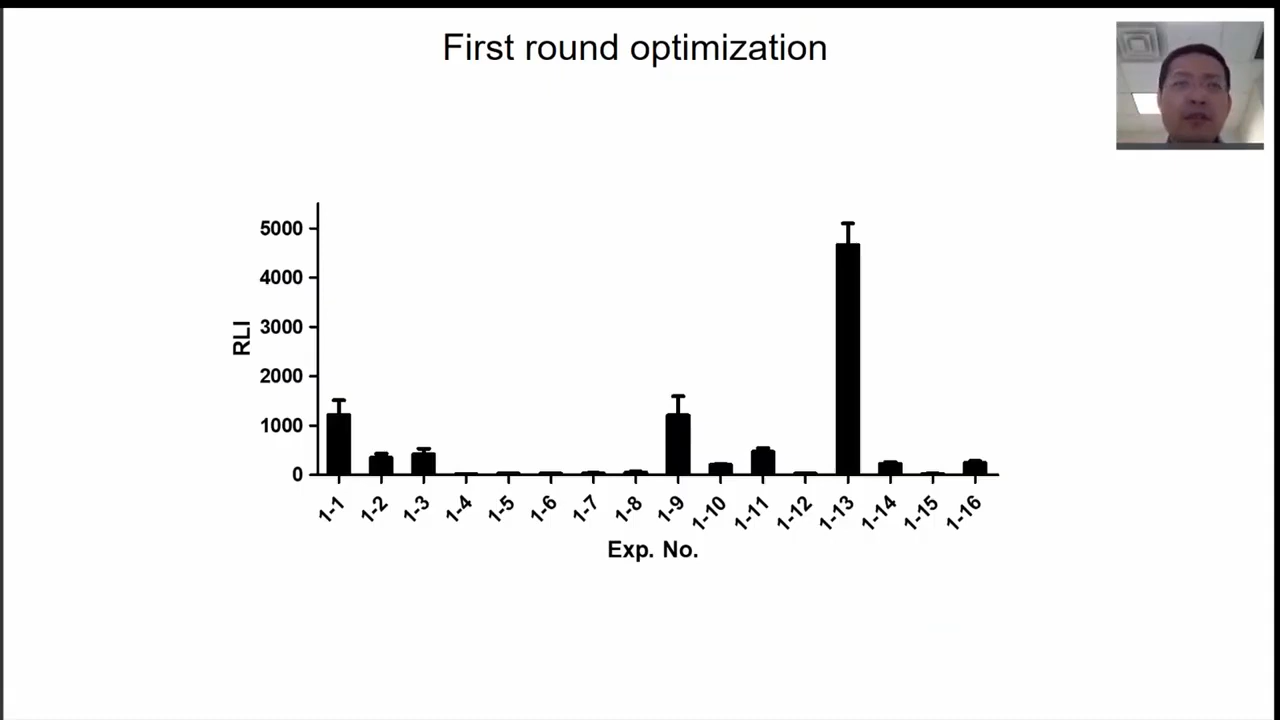 First round optimization
5000
4000
3000
2000
1000
0
RLI
1-1 1-2 1-3 1-4 1-5 1-6 1-7 1-8 1-9 1-10 1-11 1-12 1-13 1-14 1-15 1-16
Exp. No.